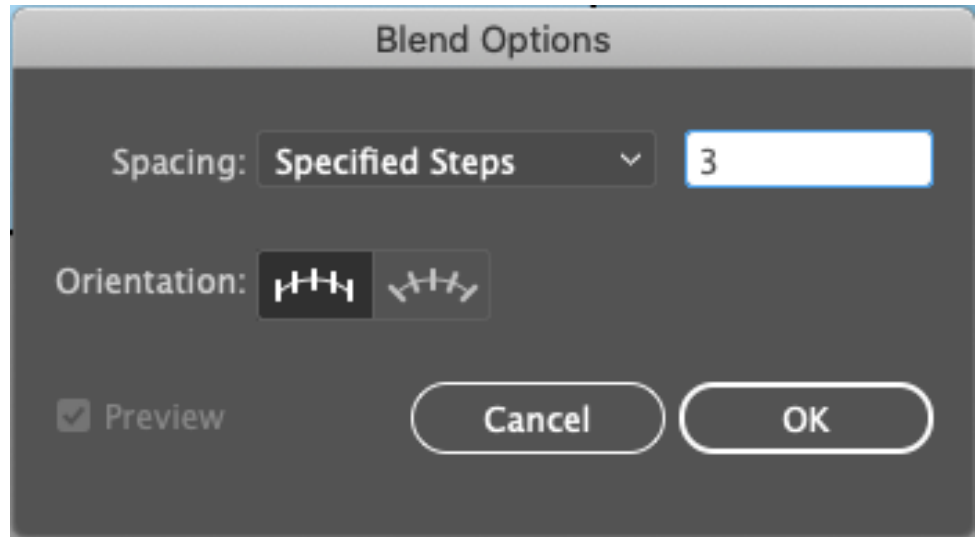 Blend Options
Spacing: Specified Steps 3
Orientation:
Preview Cancel OK